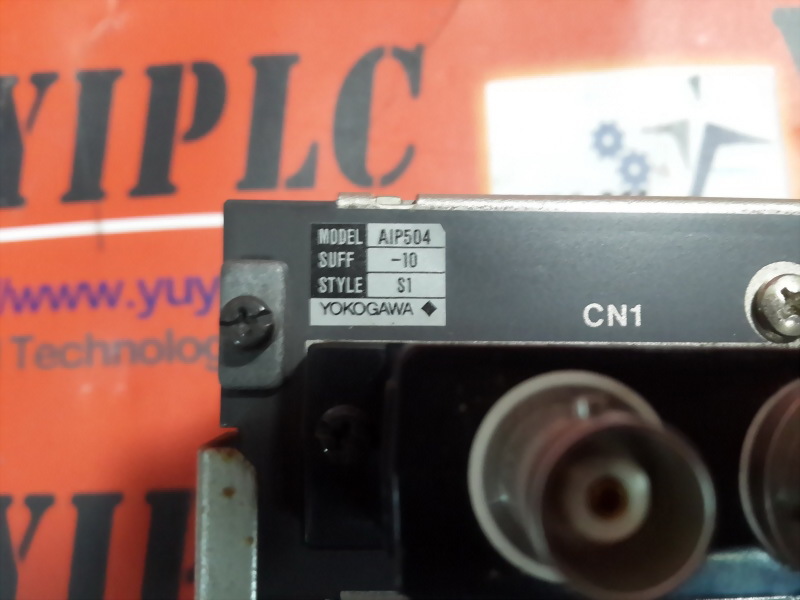 YIPLC
MODEL AIP504
SUFF -10
STYLE S1
YOKOGAWA
CN1
/www.yuy
Technolog